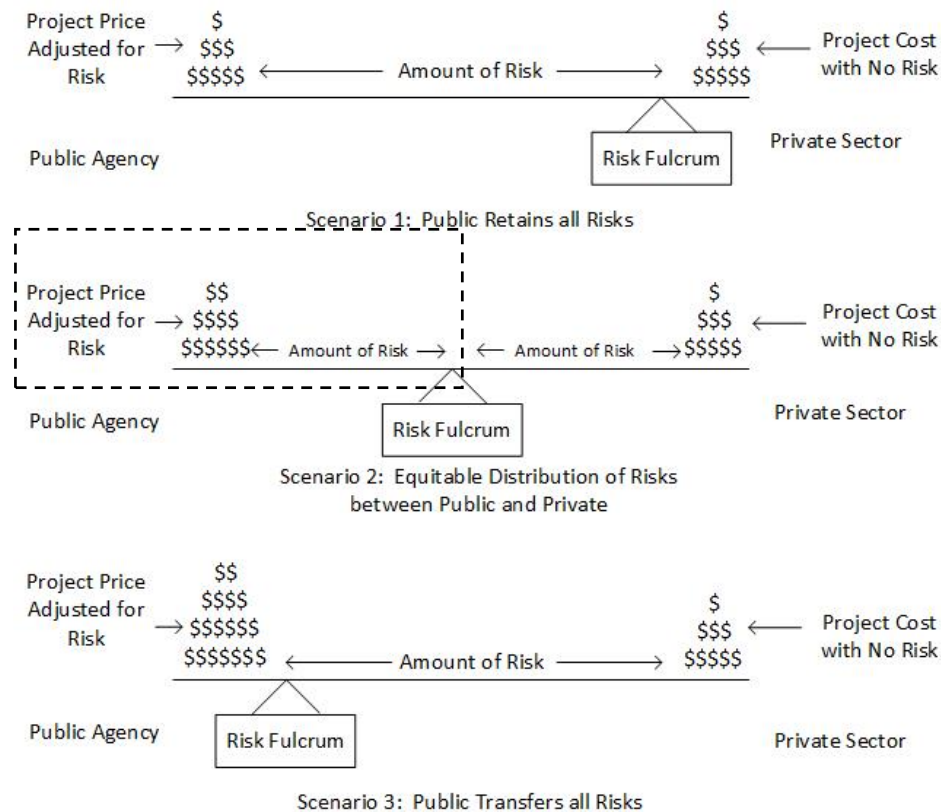 Project Price
Adjusted for
Risk
$
$$$
$$$$$
Amount of Risk
$
$$$
$$$$$
Project Cost
with No Risk
Public Agency
Risk Fulcrum
Private Sector
Scenario 1: Public Retains all Risks
Project Price
Adjusted for
Risk
$$
$$$$
$$$$$$
Amount of Risk
Amount of Risk
$
$$$
$$$$$
Project Cost
with No Risk
Public Agency
Risk Fulcrum
Private Sector
Scenario 2: Equitable Distribution of Risks
between Public and Private
Project Price
Adjusted for
Risk
$$
$$$$
$$$$$$
$$$$$$$
Amount of Risk
$
$$$
$$$$$
Project Cost
with No Risk
Public Agency
Risk Fulcrum
Private Sector
Scenario 3: Public Transfers all Risks